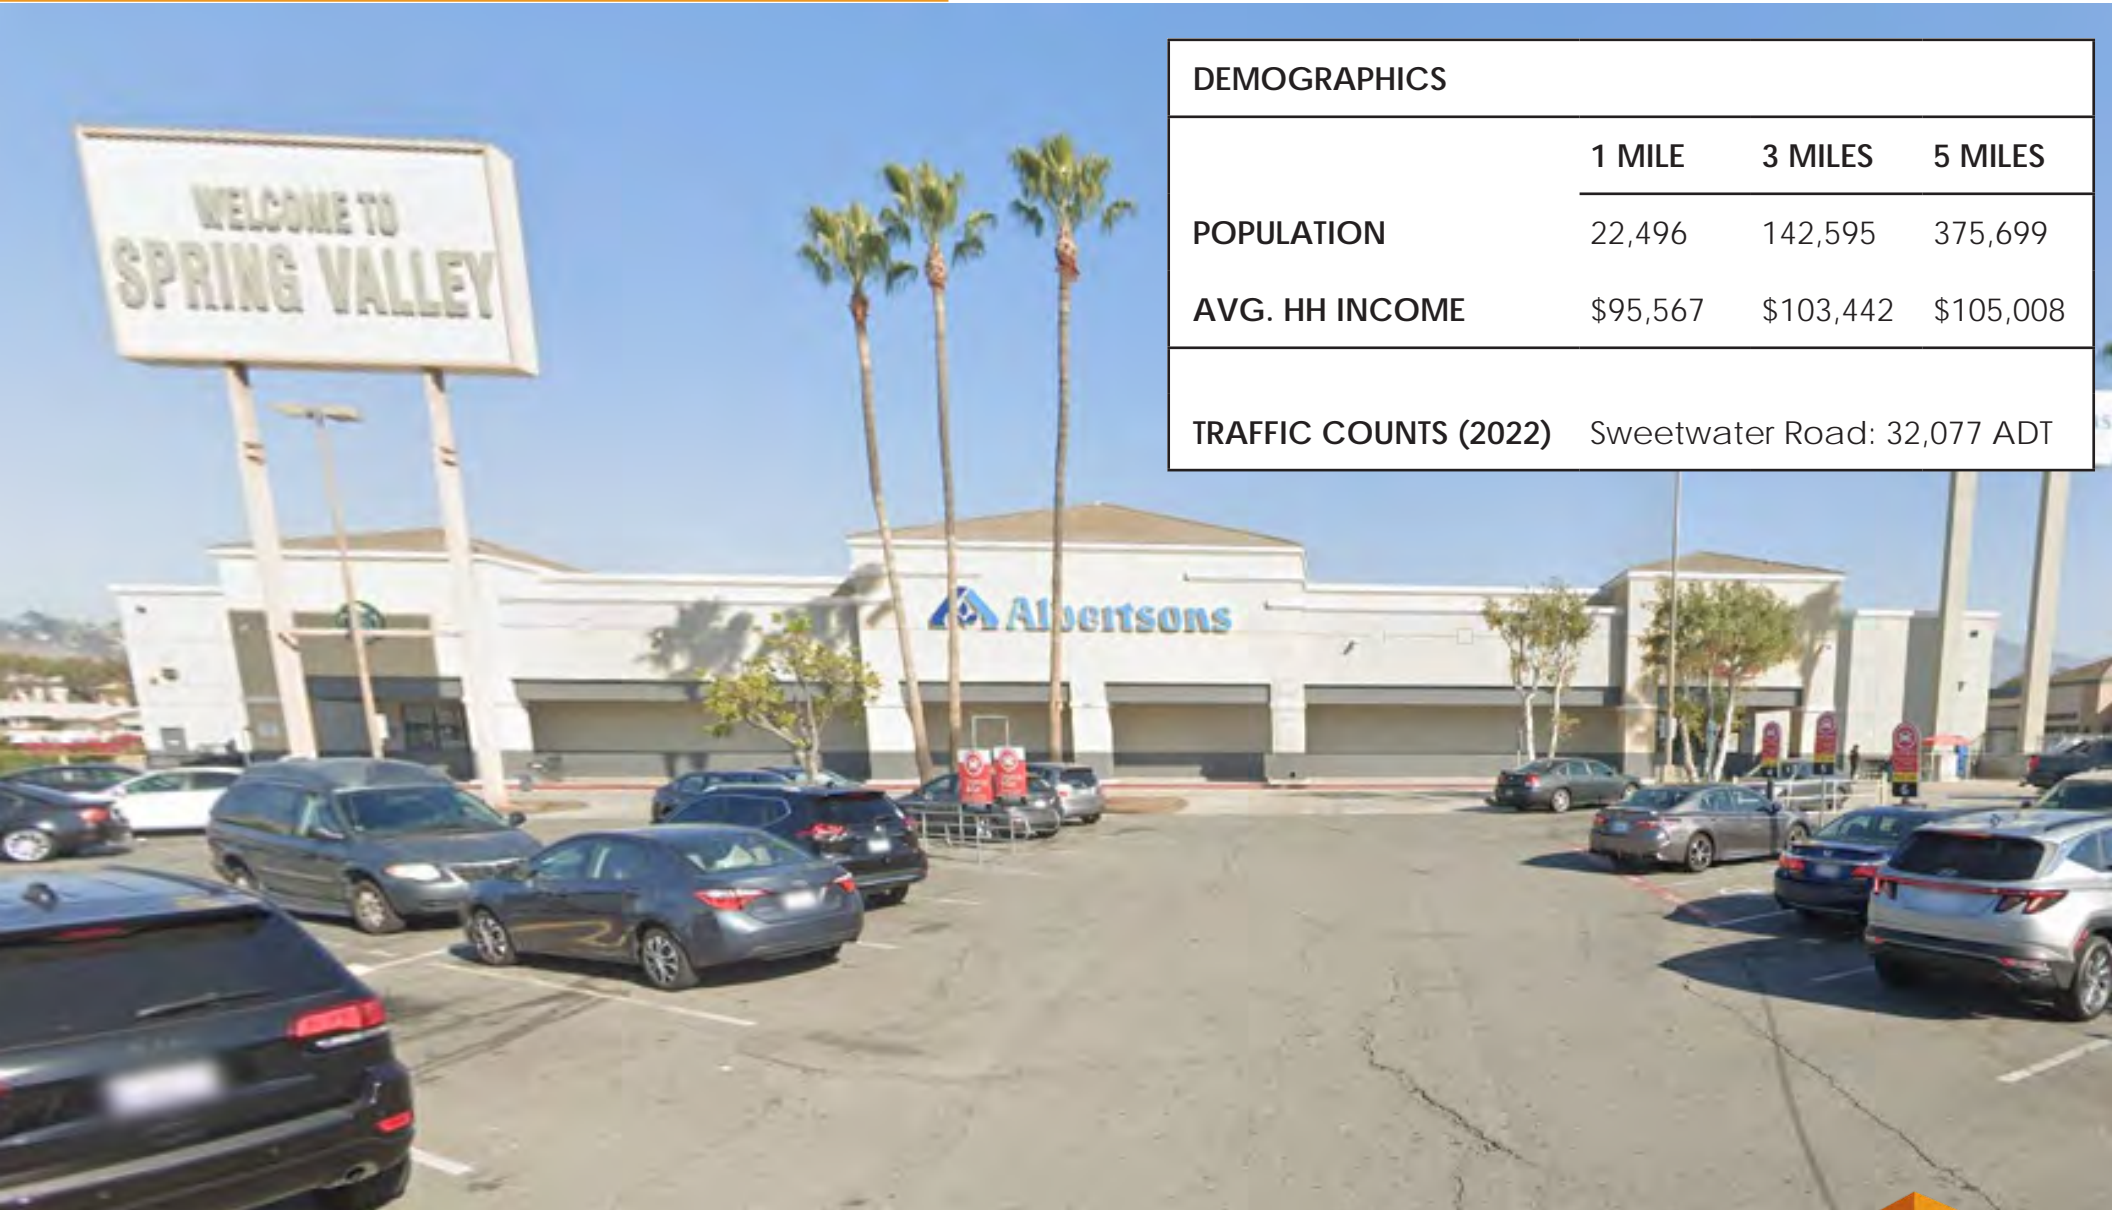 WELCOME TO
SPRING VALLEY
DEMOGRAPHICS
1 MILE 3 MILES 5 MILES
POPULATION 22,496 142,595 375,699
AVG. HH INCOME $95,567 $103,442 $105,008
TRAFFIC COUNTS (2022) Sweetwater Road: 32,077 ADT
Albertsons